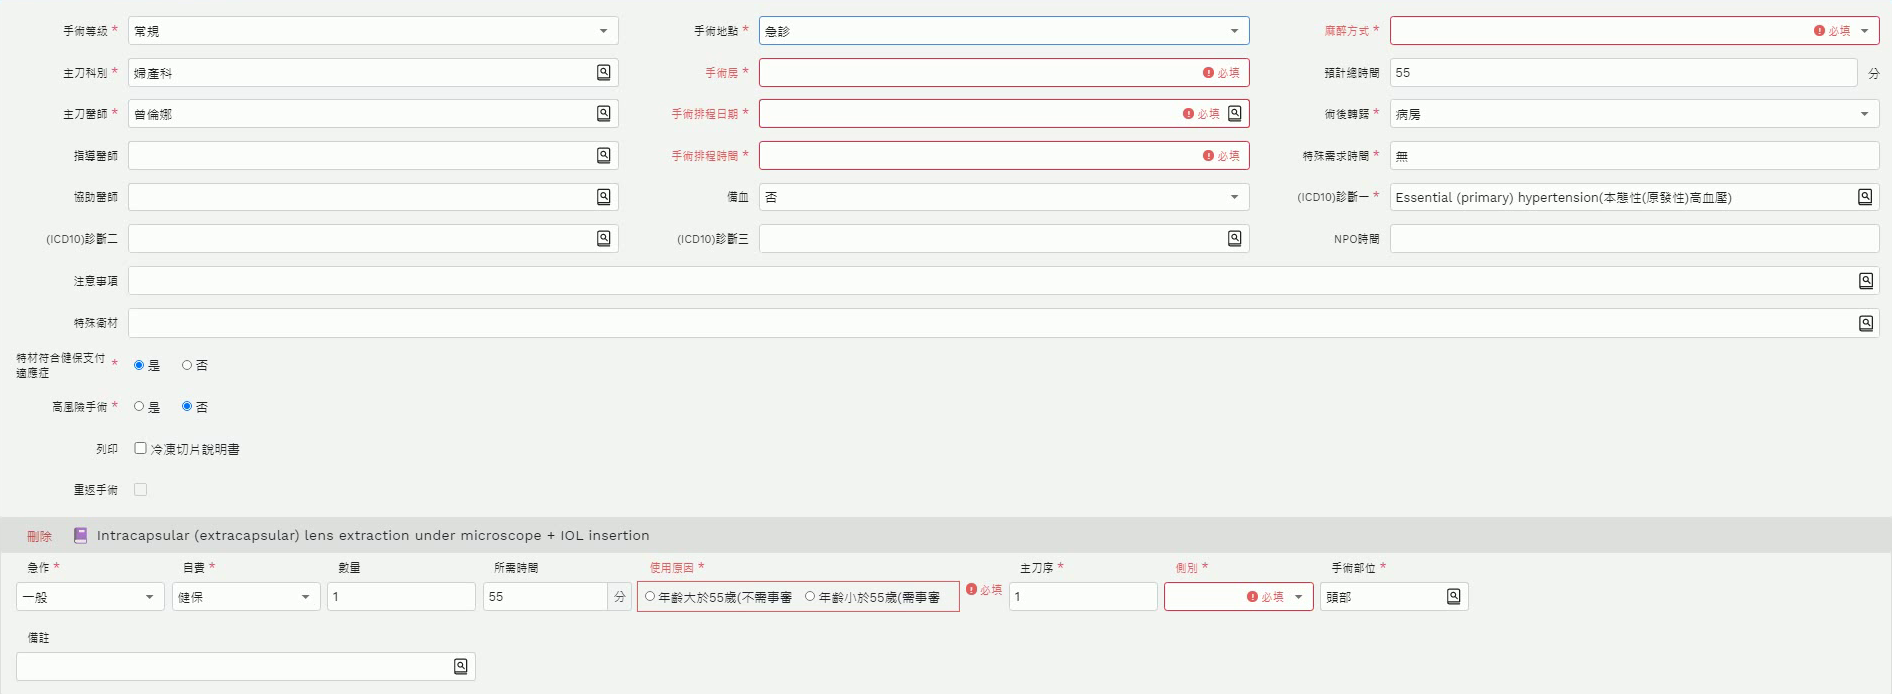 手術等級 * 常規 手術地點 * 急診 麻醉方式 * 必填
主刀科別 * 婦產科 手術房 * 必填 預計總時間 55 分
主刀醫師 * 曾倫娜 手術排程日期 * 必填 術後轉歸 * 病房
指導醫師 手術排程時間 * 必填 特殊需求時間 * 無
協助醫師 備血 否 (ICD10)診斷一 * Essential (primary) hypertension(本態性(原發性)高血壓)
(ICD10)診斷二 (ICD10)診斷三 NPO時間
注意事項
特殊衛材
特材符合健保支付
適應症 * 是 否
高風險手術 * 是 否
列印 冷凍切片說明書
重返手術
刪除 Intracapsular (extracapsular) lens extraction under microscope + IOL insertion
急作 * 自費 * 數量 所需時間 使用原因 * 主刀序 * 側別 * 手術部位 *
一般 健保 1 55 分 年齡大於55歲(不需事審 年齡小於55歲(需事審 必填 1 必填 頭部
備註